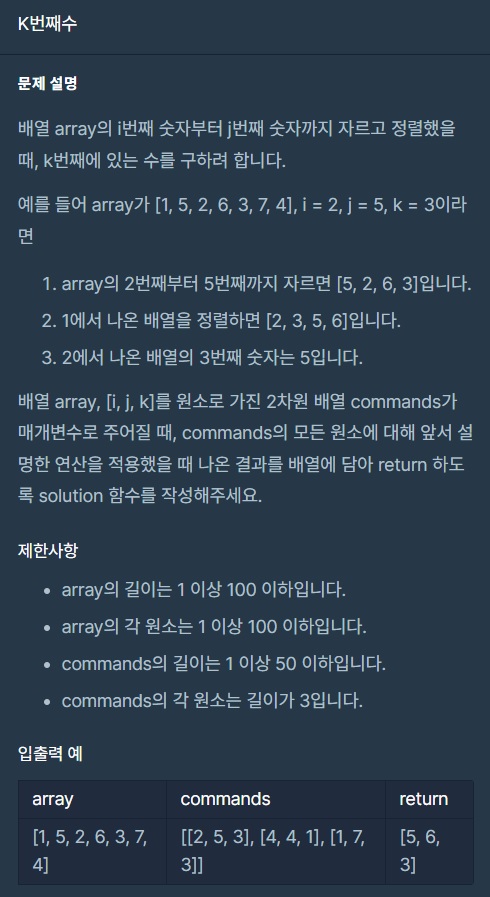 K번째수
문제 설명
배열 array의 i번째 숫자부터 j번째 숫자까지 자르고 정렬했을
때, k번째에 있는 수를 구하려 합니다.
예를 들어 array가 [1, 5, 2, 6, 3, 7, 4], i = 2, j = 5, k = 3이라
면
1. array의 2번째부터 5번째까지 자르면 [5, 2, 6, 3]입니다.
2. 1에서 나온 배열을 정렬하면 [2, 3, 5, 6]입니다.
3. 2에서 나온 배열의 3번째 숫자는 5입니다.
배열 array, [i, j, k]를 원소로 가진 2차원 배열 commands가
매개변수로 주어질 때, commands의 모든 원소에 대해 앞서 설
명한 연산을 적용했을 때 나온 결과를 배열에 담아 return 하도
록 solution 함수를 작성해주세요.
제한사항
• array의 길이는 1 이상 100 이하입니다.
• array의 각 원소는 1 이상 100 이하입니다.
• commands의 길이는 1 이상 50 이하입니다.
• commands의 각 원소는 길이가 3입니다.
입출력 예
array commands return
[1, 5, 2, 6, 3, 7, [[2, 5, 3], [4, 4, 1], [1, 7, [5, 6,
4] 3]] 3]